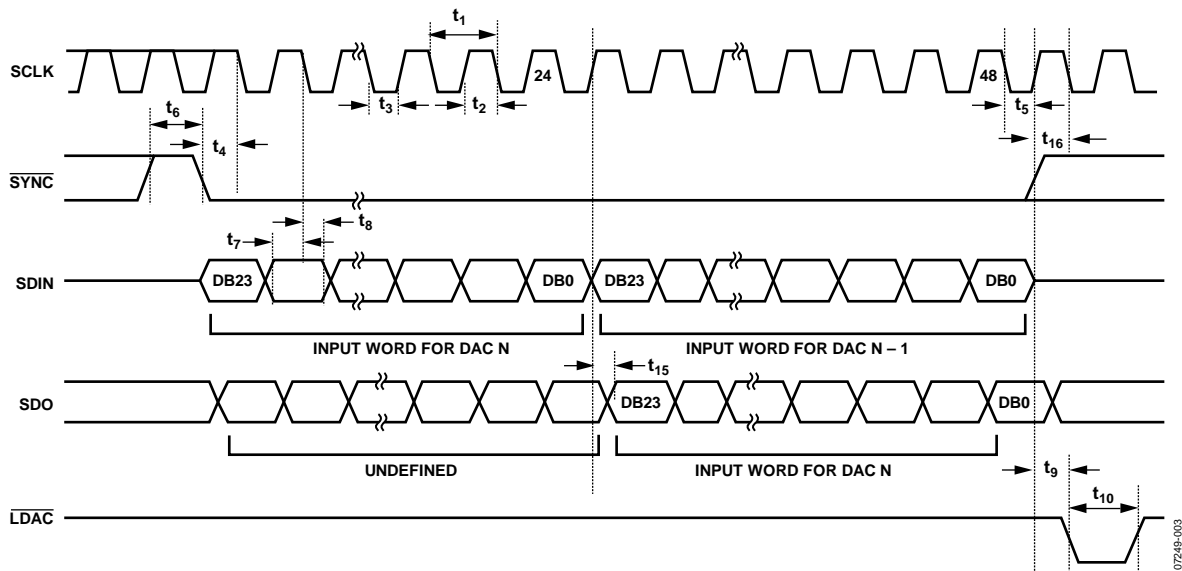 t1
SCLK
24
48
t3
t2
t5
t6
t4
t16
SYNC
t7
t8
SDIN
DB23
DB0
DB23
DB0
INPUT WORD FOR DAC N
INPUT WORD FOR DAC N – 1
t15
SDO
DB23
DB0
UNDEFINED
INPUT WORD FOR DAC N
t9
t10
LDAC
07249-003